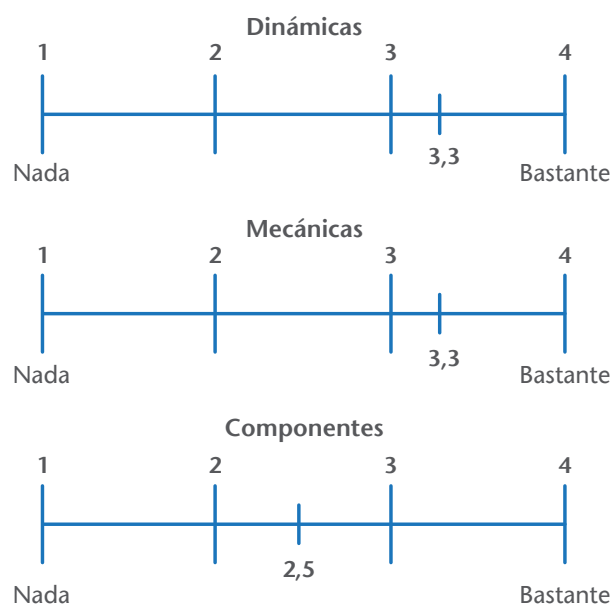 Dinámicas
1 2 3 4
3,3
Nada Bastante
Mecánicas
1 2 3 4
3,3
Nada Bastante
Componentes
1 2 3 4
2,5
Nada Bastante